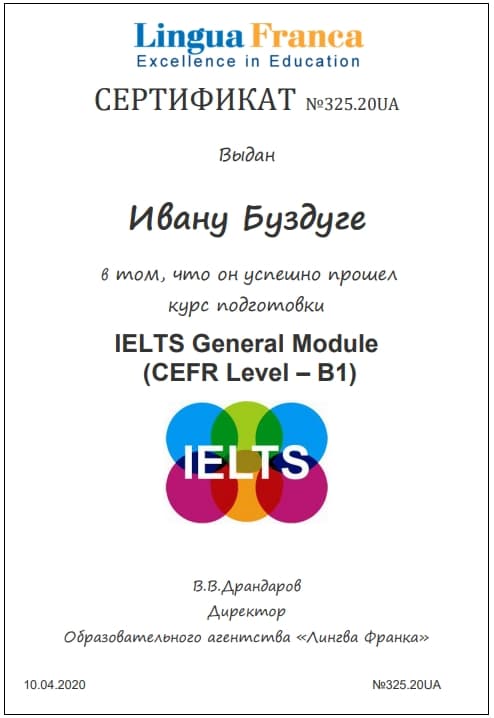 Lingua Franca
Excellence in Education
СЕРТИФИКАТ №325.20UA
Выдан
Ивану Буздуге
в том, что он успешно прошел
курс подготовки
IELTS General Module
(CEFR Level – B1)
IELTS
В.В.Драндаров
Директор
Образовательного агентства «Лингва Франка»
10.04.2020 №325.20UA